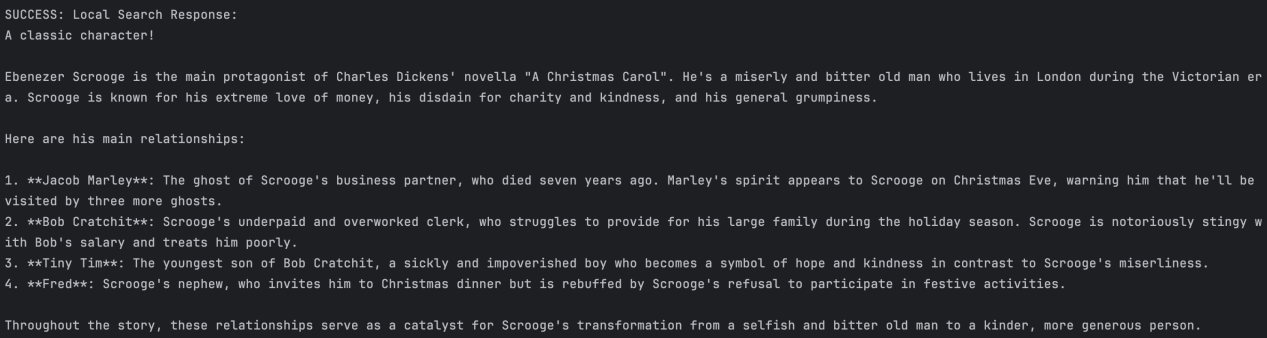 SUCCESS: Local Search Response:
A classic character!
Ebenezer Scrooge is the main protagonist of Charles Dickens' novella "A Christmas Carol". He's a miserly and bitter old man who lives in London during the Victorian er
a. Scrooge is known for his extreme love of money, his disdain for charity and kindness, and his general grumpiness.
Here are his main relationships:
1. **Jacob Marley**: The ghost of Scrooge's business partner, who died seven years ago. Marley's spirit appears to Scrooge on Christmas Eve, warning him that he'll be
visited by three more ghosts.
2. **Bob Cratchit**: Scrooge's underpaid and overworked clerk, who struggles to provide for his large family during the holiday season. Scrooge is notoriously stingy w
ith Bob's salary and treats him poorly.
3. **Tiny Tim**: The youngest son of Bob Cratchit, a sickly and impoverished boy who becomes a symbol of hope and kindness in contrast to Scrooge's miserliness.
4. **Fred**: Scrooge's nephew, who invites him to Christmas dinner but is rebuffed by Scrooge's refusal to participate in festive activities.
Throughout the story, these relationships serve as a catalyst for Scrooge's transformation from a selfish and bitter old man to a kinder, more generous person.